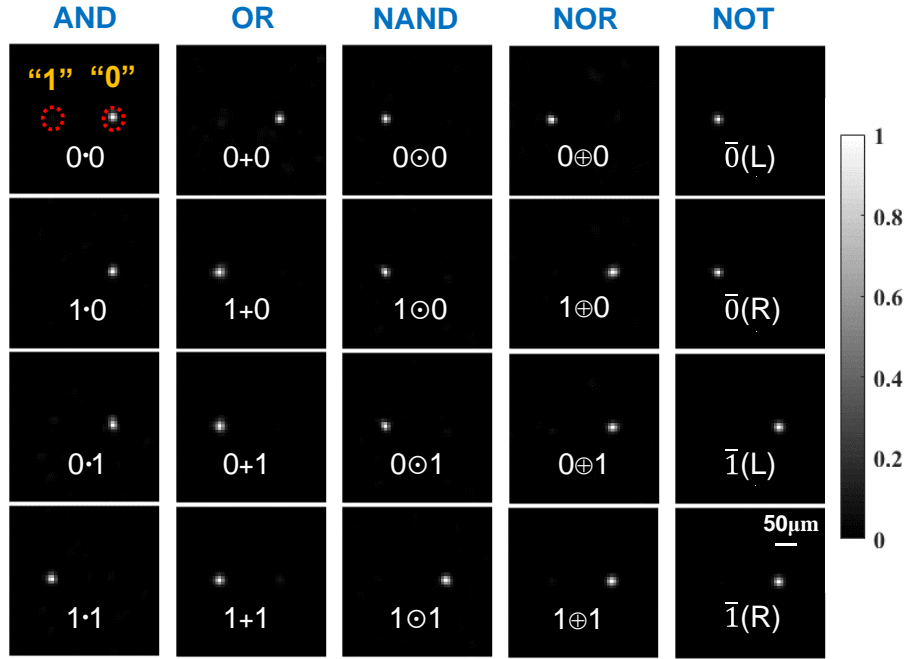 AND OR NAND NOR NOT
“1” “0”
0·0 0+0 0⊙0 0⊕0 0̅(L)
1·0 1+0 1⊙0 1⊕0 0̅(R)
0·1 0+1 0⊙1 0⊕1 1̅(L)
50μm
1·1 1+1 1⊙1 1⊕1 1̅(R)
1
0.8
0.6
0.4
0.2
0